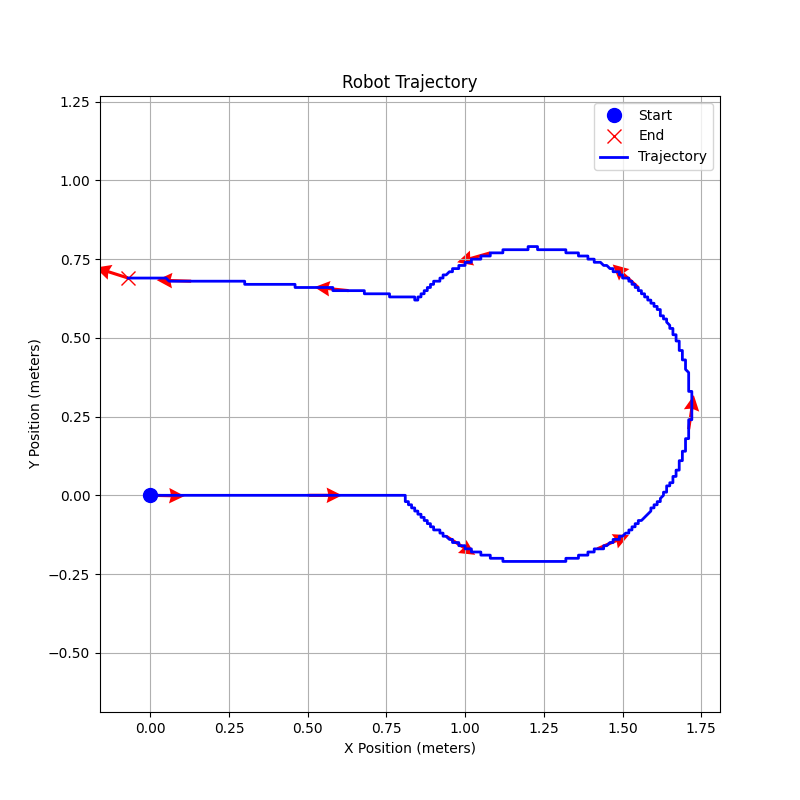 Robot Trajectory
Start
End
Trajectory
1.25
1.00
0.75
0.50
0.25
0.00
−0.25
−0.50
Y Position (meters)
0.00 0.25 0.50 0.75 1.00 1.25 1.50 1.75
X Position (meters)